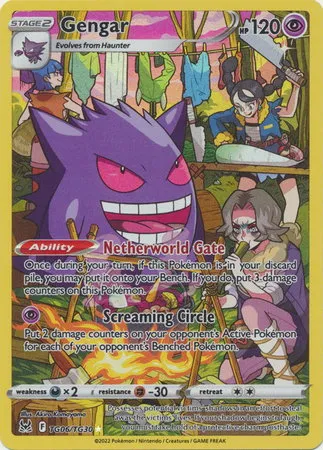 STAGE2
Gengar
HP 120
Evolves from Haunter
Ability Netherworld Gate
Once during your turn, if this Pokémon is in your discard
pile, you may put it onto your Bench. If you do, put 3 damage
counters on this Pokémon.
Screaming Circle
Put 2 damage counters on your opponent's Active Pokémon
for each of your opponent's Benched Pokémon.
weakness ×2 resistance -30 retreat
Illus. Akira Komayama
F TG06/TG30
©2022 Pokémon / Nintendo / Creatures / GAME FREAK